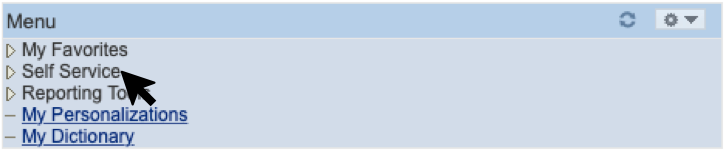 Menu
My Favorites
Self Service
Reporting
My Personalizations
My Dictionary